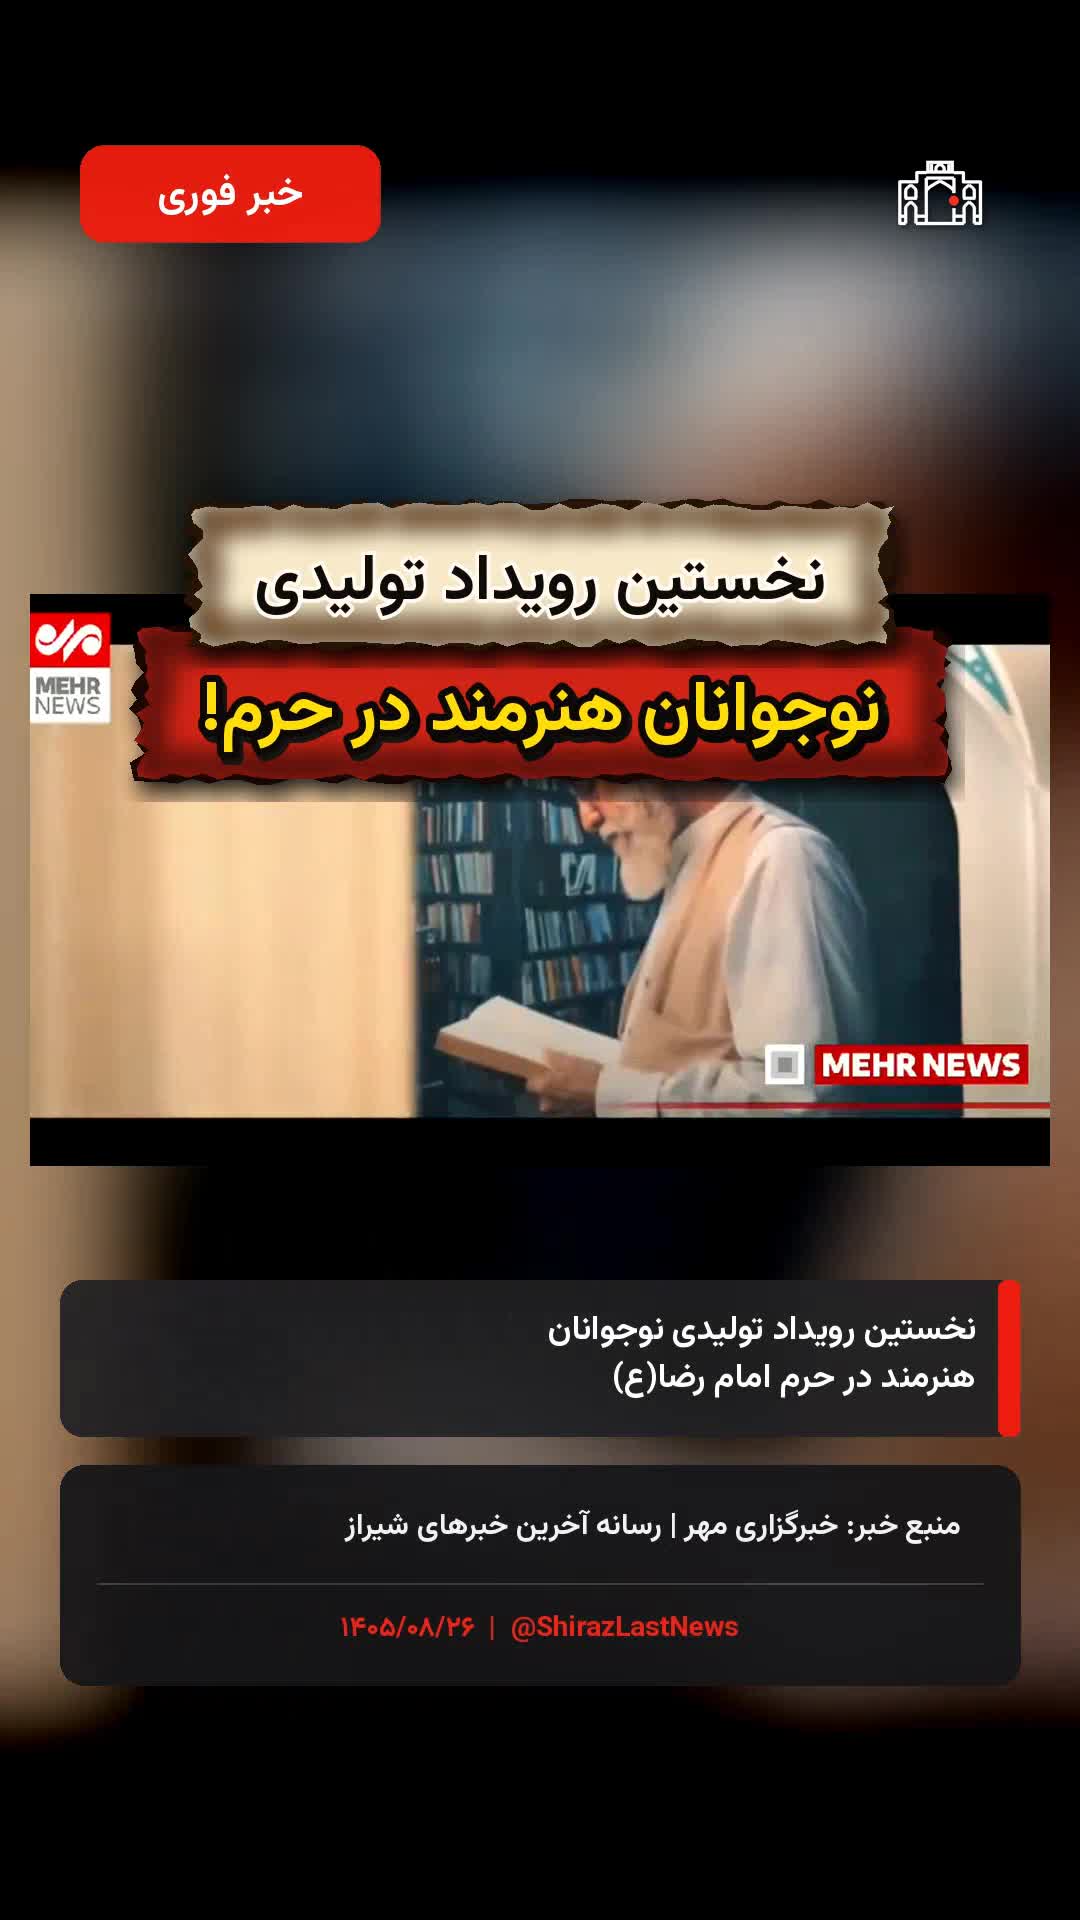 خبر فوری
نخستین رویداد تولیدی
نوجوانان هنرمند در حرم!
MEHR
NEWS
MEHR NEWS
نخستین رویداد تولیدی نوجوانان
هنرمند در حرم امام رضا(ع)
منبع خبر: خبرگزاری مهر | رسانه آخرین خبرهای شیراز
۱۴۰۵/۰۸/۲۶ | @ShirazLastNews